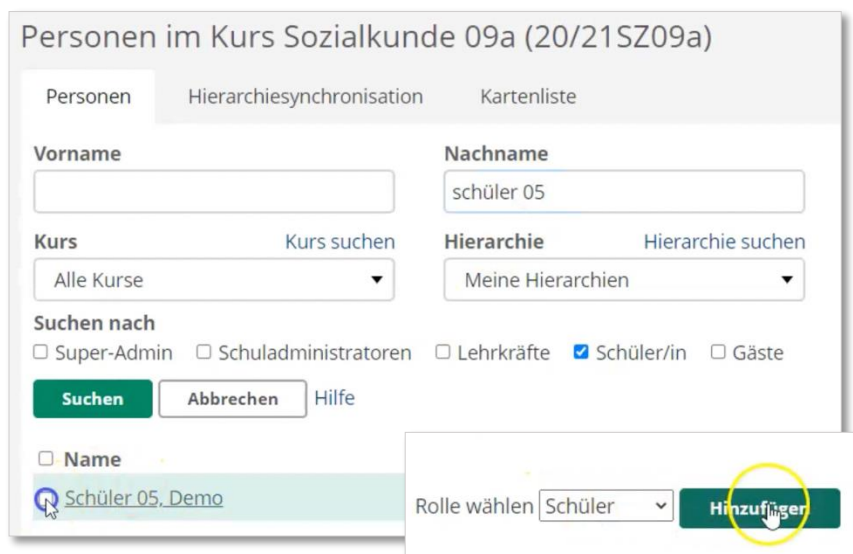 Personen im Kurs Sozialkunde 09a (20/21SZ09a)
Personen Hierarchiesynchronisation Kartenliste
Vorname Nachname
schüler 05
Kurs Kurs suchen Hierarchie Hierarchie suchen
Alle Kurse Meine Hierarchien
Suchen nach
Super-Admin Schuladministratoren Lehrkräfte Schüler/in Gäste
Suchen Abbrechen Hilfe
Name
Schüler 05, Demo
Rolle wählen Schüler Hinzufügen